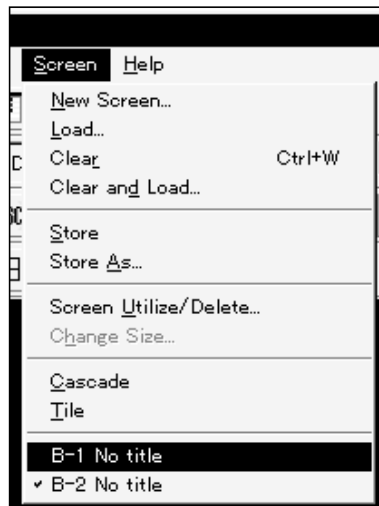 Screen Help
New Screen...
Load...
Clear Ctrl+W
Clear and Load...
Store
Store As...
Screen Utilize/Delete...
Change Size...
Cascade
Tile
B-1 No title
✓ B-2 No title